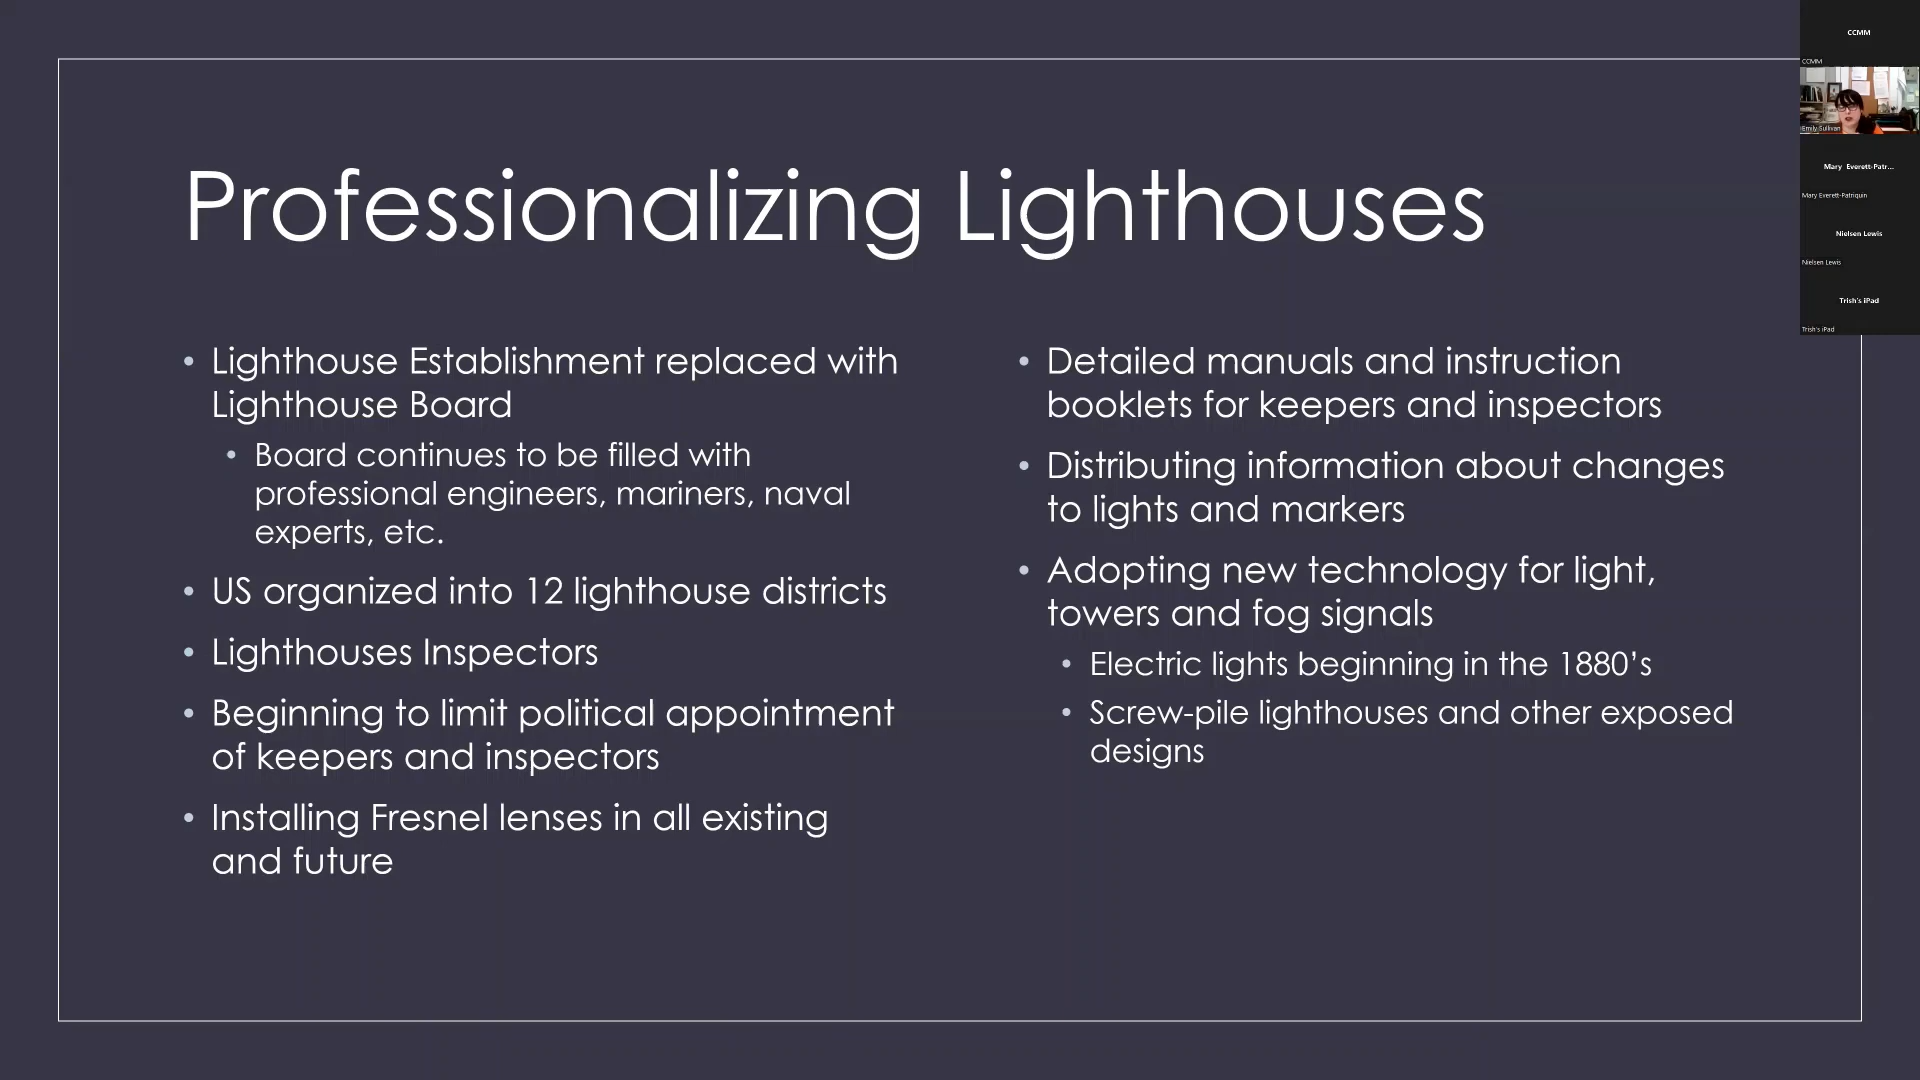 Professionalizing Lighthouses
• Lighthouse Establishment replaced with
Lighthouse Board
• Board continues to be filled with
professional engineers, mariners, naval
experts, etc.
• US organized into 12 lighthouse districts
• Lighthouses Inspectors
• Beginning to limit political appointment
of keepers and inspectors
• Installing Fresnel lenses in all existing
and future
• Detailed manuals and instruction
booklets for keepers and inspectors
• Distributing information about changes
to lights and markers
• Adopting new technology for light,
towers and fog signals
• Electric lights beginning in the 1880’s
• Screw-pile lighthouses and other exposed
designs
CCMM
CCMM
Emily Sullivan
Mary Everett-Patr...
Mary Everett-Patriquin
Nielsen Lewis
Nielsen Lewis
Trish's iPad
Trish's iPad